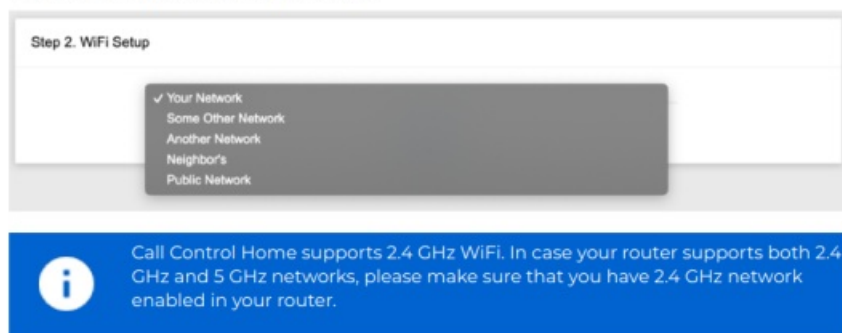 Step 2. WiFi Setup
✓ Your Network
Some Other Network
Another Network
Neighbor's
Public Network
Call Control Home supports 2.4 GHz WiFi. In case your router supports both 2.4
GHz and 5 GHz networks, please make sure that you have 2.4 GHz network
enabled in your router.